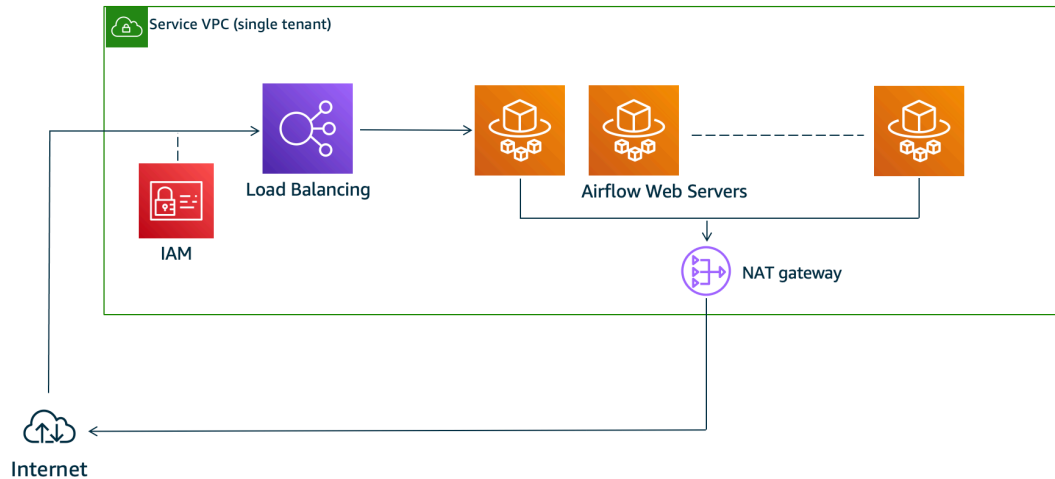 Service VPC (single tenant)
Load Balancing
Airflow Web Servers
IAM
NAT gateway
Internet